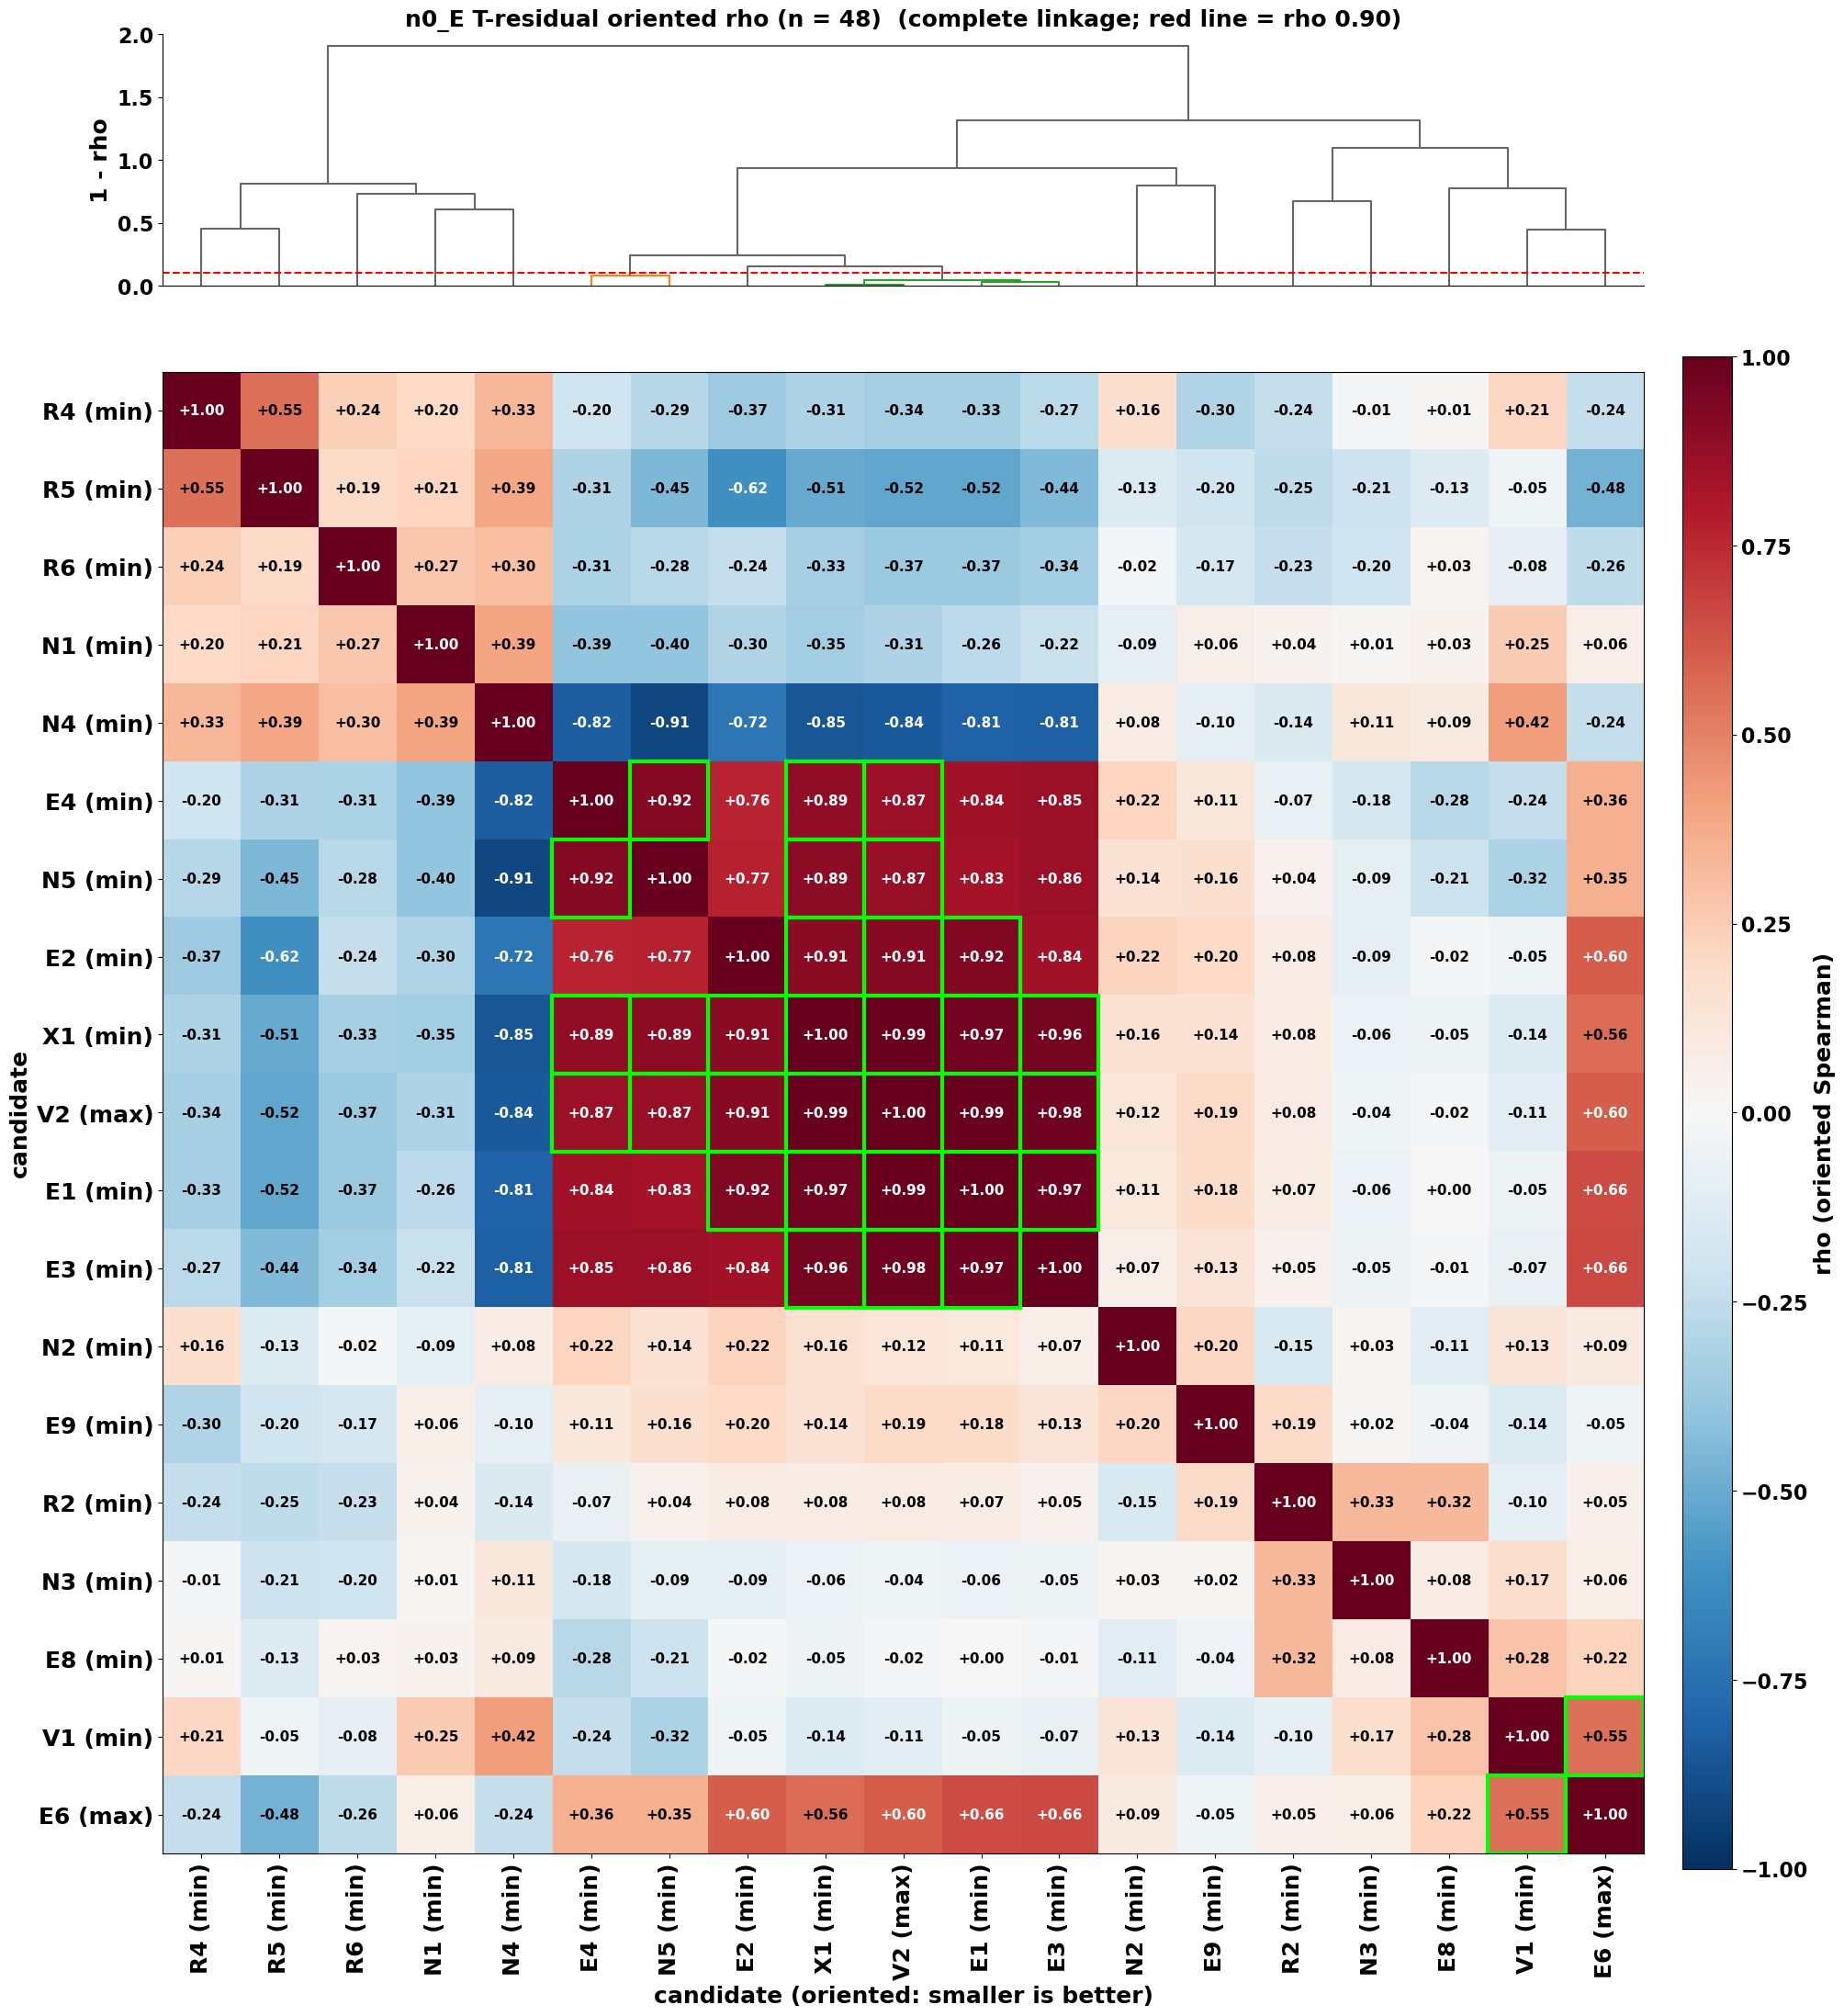 n0_E T-residual oriented rho (n = 48)  (complete linkage; red line = rho 0.90)
1 - rho
2.0
1.5
1.0
0.5
0.0
candidate
R4 (min) +1.00 +0.55 +0.24 +0.20 +0.33 -0.20 -0.29 -0.37 -0.31 -0.34 -0.33 -0.27 +0.16 -0.30 -0.24 -0.01 +0.01 +0.21 -0.24
R5 (min) +0.55 +1.00 +0.19 +0.21 +0.39 -0.31 -0.45 -0.62 -0.51 -0.52 -0.52 -0.44 -0.13 -0.20 -0.25 -0.21 -0.13 -0.05 -0.48
R6 (min) +0.24 +0.19 +1.00 +0.27 +0.30 -0.31 -0.28 -0.24 -0.33 -0.37 -0.37 -0.34 -0.02 -0.17 -0.23 -0.20 +0.03 -0.08 -0.26
N1 (min) +0.20 +0.21 +0.27 +1.00 +0.39 -0.39 -0.40 -0.30 -0.35 -0.31 -0.26 -0.22 -0.09 +0.06 +0.04 +0.01 +0.03 +0.25 +0.06
N4 (min) +0.33 +0.39 +0.30 +0.39 +1.00 -0.82 -0.91 -0.72 -0.85 -0.84 -0.81 -0.81 +0.08 -0.10 -0.14 +0.11 +0.09 +0.42 -0.24
E4 (min) -0.20 -0.31 -0.31 -0.39 -0.82 +1.00 +0.92 +0.76 +0.89 +0.87 +0.84 +0.85 +0.22 +0.11 -0.07 -0.18 -0.28 -0.24 +0.36
N5 (min) -0.29 -0.45 -0.28 -0.40 -0.91 +0.92 +1.00 +0.77 +0.89 +0.87 +0.83 +0.86 +0.14 +0.16 +0.04 -0.09 -0.21 -0.32 +0.35
E2 (min) -0.37 -0.62 -0.24 -0.30 -0.72 +0.76 +0.77 +1.00 +0.91 +0.91 +0.92 +0.84 +0.22 +0.20 +0.08 -0.09 -0.02 -0.05 +0.60
X1 (min) -0.31 -0.51 -0.33 -0.35 -0.85 +0.89 +0.89 +0.91 +1.00 +0.99 +0.97 +0.96 +0.16 +0.14 +0.08 -0.06 -0.05 -0.14 +0.56
V2 (max) -0.34 -0.52 -0.37 -0.31 -0.84 +0.87 +0.87 +0.91 +0.99 +1.00 +0.99 +0.98 +0.12 +0.19 +0.08 -0.04 -0.02 -0.11 +0.60
E1 (min) -0.33 -0.52 -0.37 -0.26 -0.81 +0.84 +0.83 +0.92 +0.97 +0.99 +1.00 +0.97 +0.11 +0.18 +0.07 -0.06 +0.00 -0.05 +0.66
E3 (min) -0.27 -0.44 -0.34 -0.22 -0.81 +0.85 +0.86 +0.84 +0.96 +0.98 +0.97 +1.00 +0.07 +0.13 +0.05 -0.05 -0.01 -0.07 +0.66
N2 (min) +0.16 -0.13 -0.02 -0.09 +0.08 +0.22 +0.14 +0.22 +0.16 +0.12 +0.11 +0.07 +1.00 +0.20 -0.15 +0.03 -0.11 +0.13 +0.09
E9 (min) -0.30 -0.20 -0.17 +0.06 -0.10 +0.11 +0.16 +0.20 +0.14 +0.19 +0.18 +0.13 +0.20 +1.00 +0.19 +0.02 -0.04 -0.14 -0.05
R2 (min) -0.24 -0.25 -0.23 +0.04 -0.14 -0.07 +0.04 +0.08 +0.08 +0.08 +0.07 +0.05 -0.15 +0.19 +1.00 +0.33 +0.32 -0.10 +0.05
N3 (min) -0.01 -0.21 -0.20 +0.01 +0.11 -0.18 -0.09 -0.09 -0.06 -0.04 -0.06 -0.05 +0.03 +0.02 +0.33 +1.00 +0.08 +0.17 +0.06
E8 (min) +0.01 -0.13 +0.03 +0.03 +0.09 -0.28 -0.21 -0.02 -0.05 -0.02 +0.00 -0.01 -0.11 -0.04 +0.32 +0.08 +1.00 +0.28 +0.22
V1 (min) +0.21 -0.05 -0.08 +0.25 +0.42 -0.24 -0.32 -0.05 -0.14 -0.11 -0.05 -0.07 +0.13 -0.14 -0.10 +0.17 +0.28 +1.00 +0.55
E6 (max) -0.24 -0.48 -0.26 +0.06 -0.24 +0.36 +0.35 +0.60 +0.56 +0.60 +0.66 +0.66 +0.09 -0.05 +0.05 +0.06 +0.22 +0.55 +1.00
R4 (min) R5 (min) R6 (min) N1 (min) N4 (min) E4 (min) N5 (min) E2 (min) X1 (min) V2 (max) E1 (min) E3 (min) N2 (min) E9 (min) R2 (min) N3 (min) E8 (min) V1 (min) E6 (max)
candidate (oriented: smaller is better)
1.00
0.75
0.50
0.25
0.00
−0.25
−0.50
−0.75
−1.00
rho (oriented Spearman)